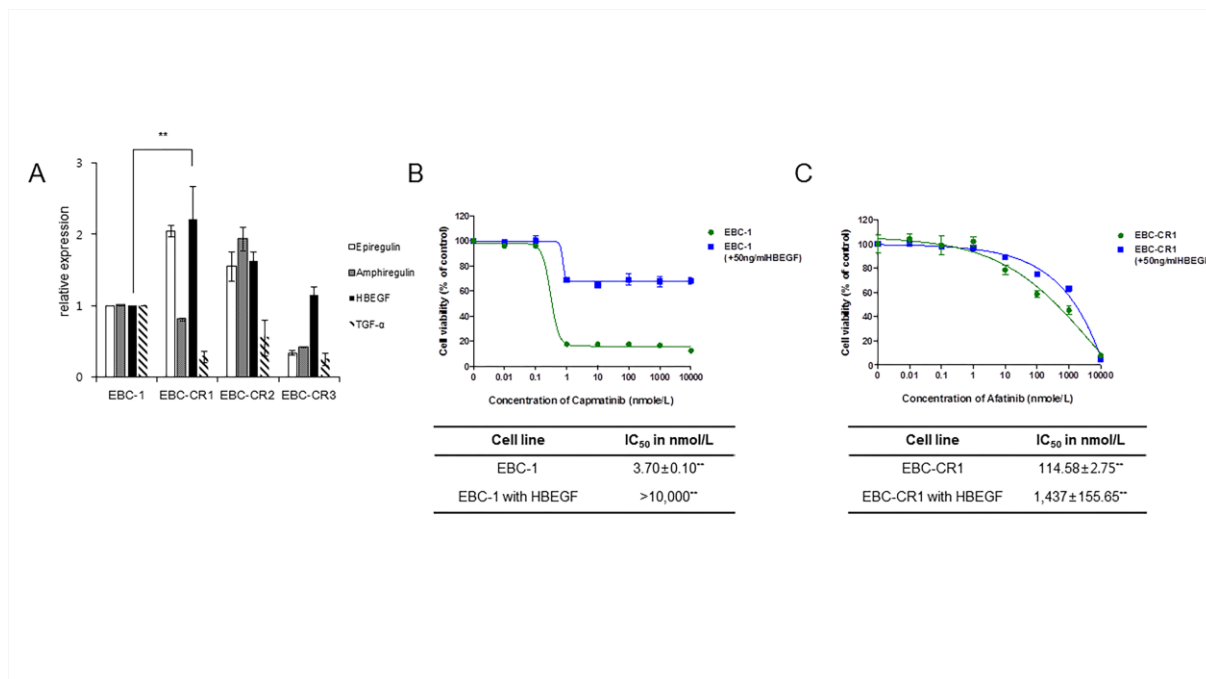 A
**
relative expression
3
2
1
0
EBC-1 EBC-CR1 EBC-CR2 EBC-CR3
Epiregulin
Amphiregulin
HBEGF
TGF-α
B
Cell viability (% of control)
120
100
80
60
40
20
0
0 0.01 0.1 1 10 100 1000 10000
Concentration of Capmatinib (nmole/L)
EBC-1
EBC-1
(+50ng/mlHBEGF)
Cell line IC50 in nmol/L
EBC-1 3.70±0.10**
EBC-1 with HBEGF >10,000**
C
Cell viability (% of control)
120
100
80
60
40
20
0
0 0.01 0.1 1 10 100 1000 10000
Concentration of Afatinib (nmole/L)
EBC-CR1
EBC-CR1
(+50ng/mlHBEGF
Cell line IC50 in nmol/L
EBC-CR1 114.58±2.75**
EBC-CR1 with HBEGF 1,437±155.65**